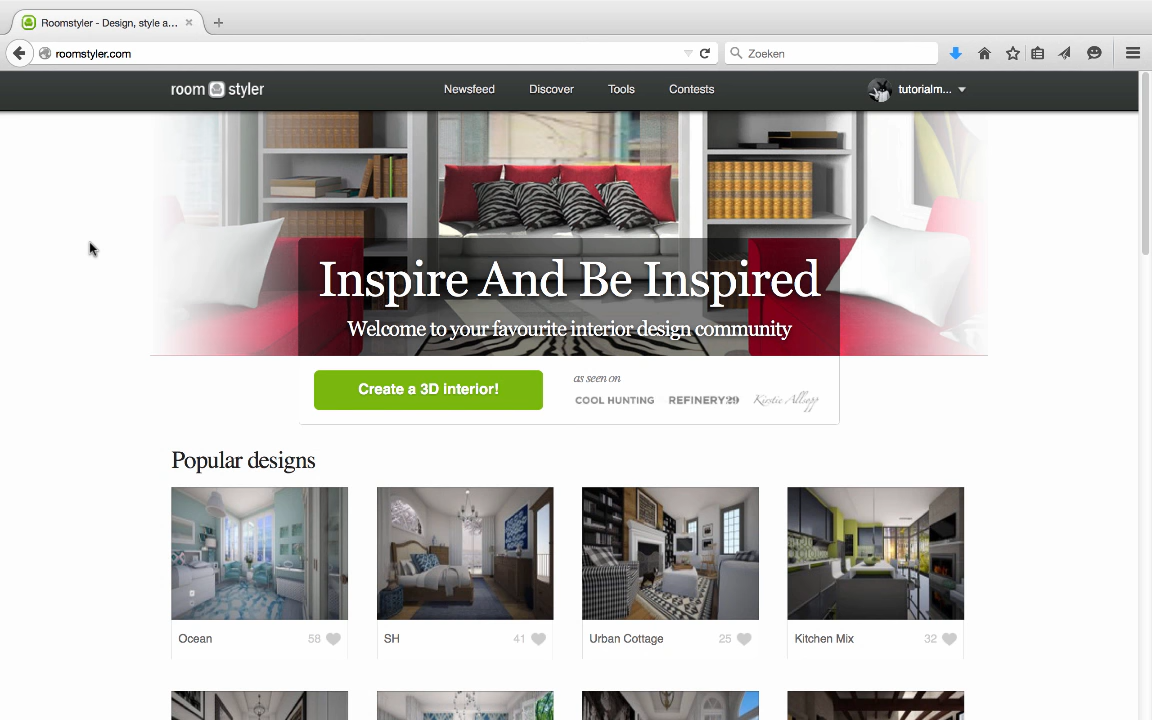 Roomstyler - Design, style a...
roomstyler.com
Zoeken
room styler
Newsfeed
Discover
Tools
Contests
tutorialm...
Inspire And Be Inspired
Welcome to your favourite interior design community
Create a 3D interior!
as seen on
COOL HUNTING
REFINERY29
Kirstie Allsopp
Popular designs
Ocean 58
SH 41
Urban Cottage 25
Kitchen Mix 32